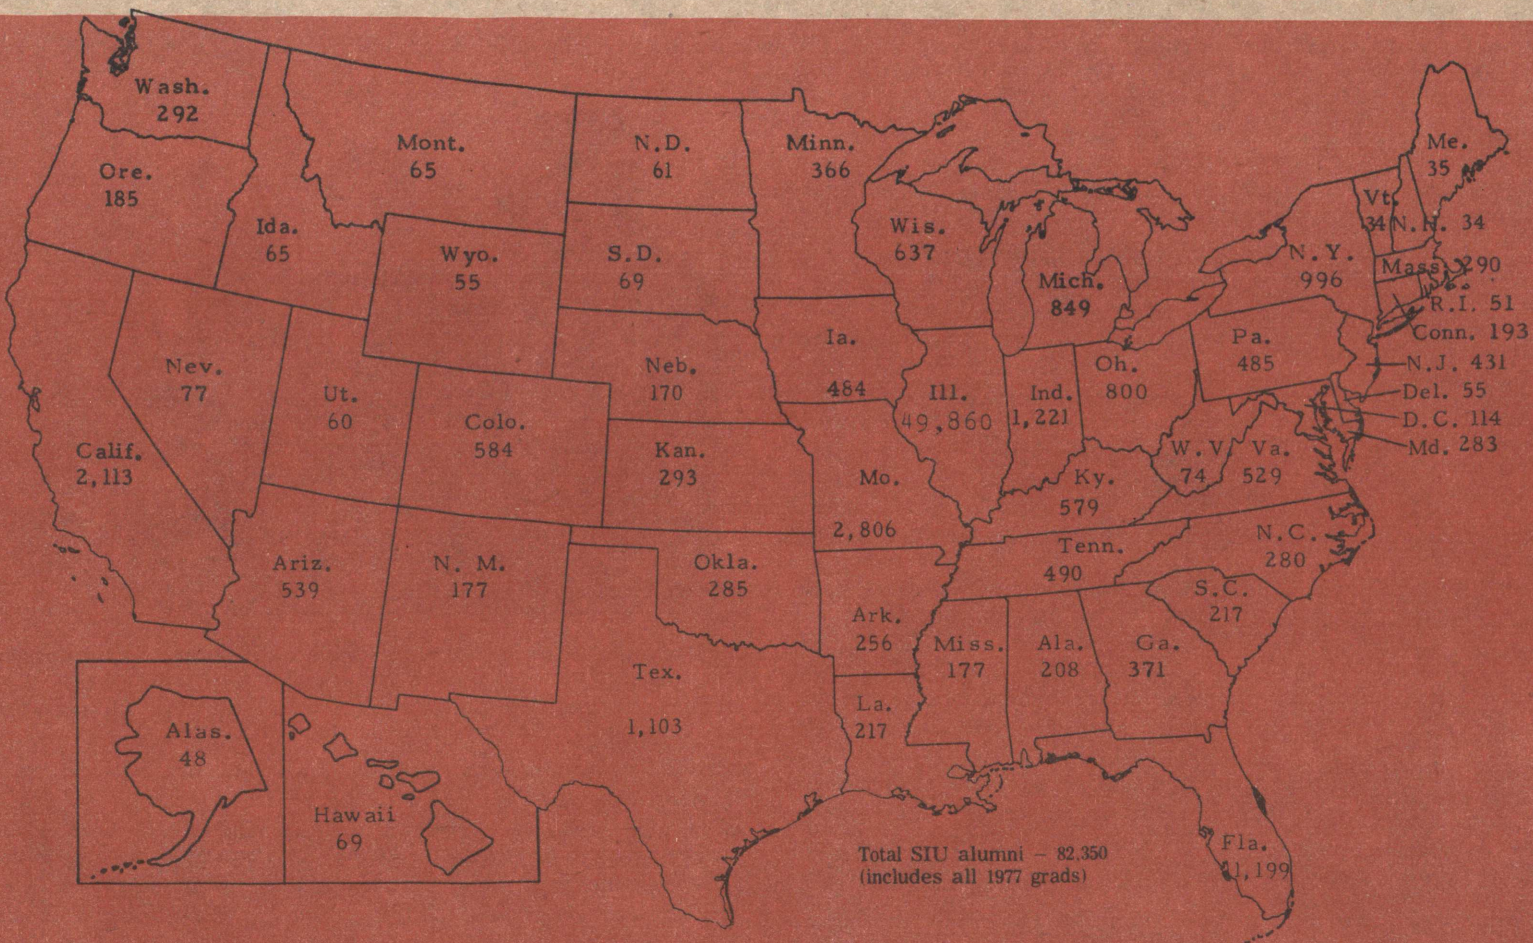 Wash.
292
Ore.
185
Ida.
65
Mont.
65
N.D.
61
Minn.
366
Wyo.
55
S.D.
69
Wis.
637
Mich.
849
Me.
35
Vt.
34
N.H. 34
N.Y.
996
Mass. 290
R.I. 51
Conn. 193
N.J. 431
Del. 55
D.C. 114
Md. 283
Pa.
485
Oh.
800
Ind.
1,221
Ill.
49,860
Ia.
484
Neb.
170
Nev.
77
Ut.
60
Colo.
584
Calif.
2,113
Kan.
293
Mo.
2,806
Ky.
579
W.V.
74
Va.
529
Ariz.
539
N. M.
177
Okla.
285
Ark.
256
Tenn.
490
N.C.
280
S.C.
217
Miss.
177
Ala.
208
Ga.
371
Tex.
1,103
La.
217
Alas.
48
Hawaii
69
Fla.
1,199
Total SIU alumni – 82,350
(includes all 1977 grads)